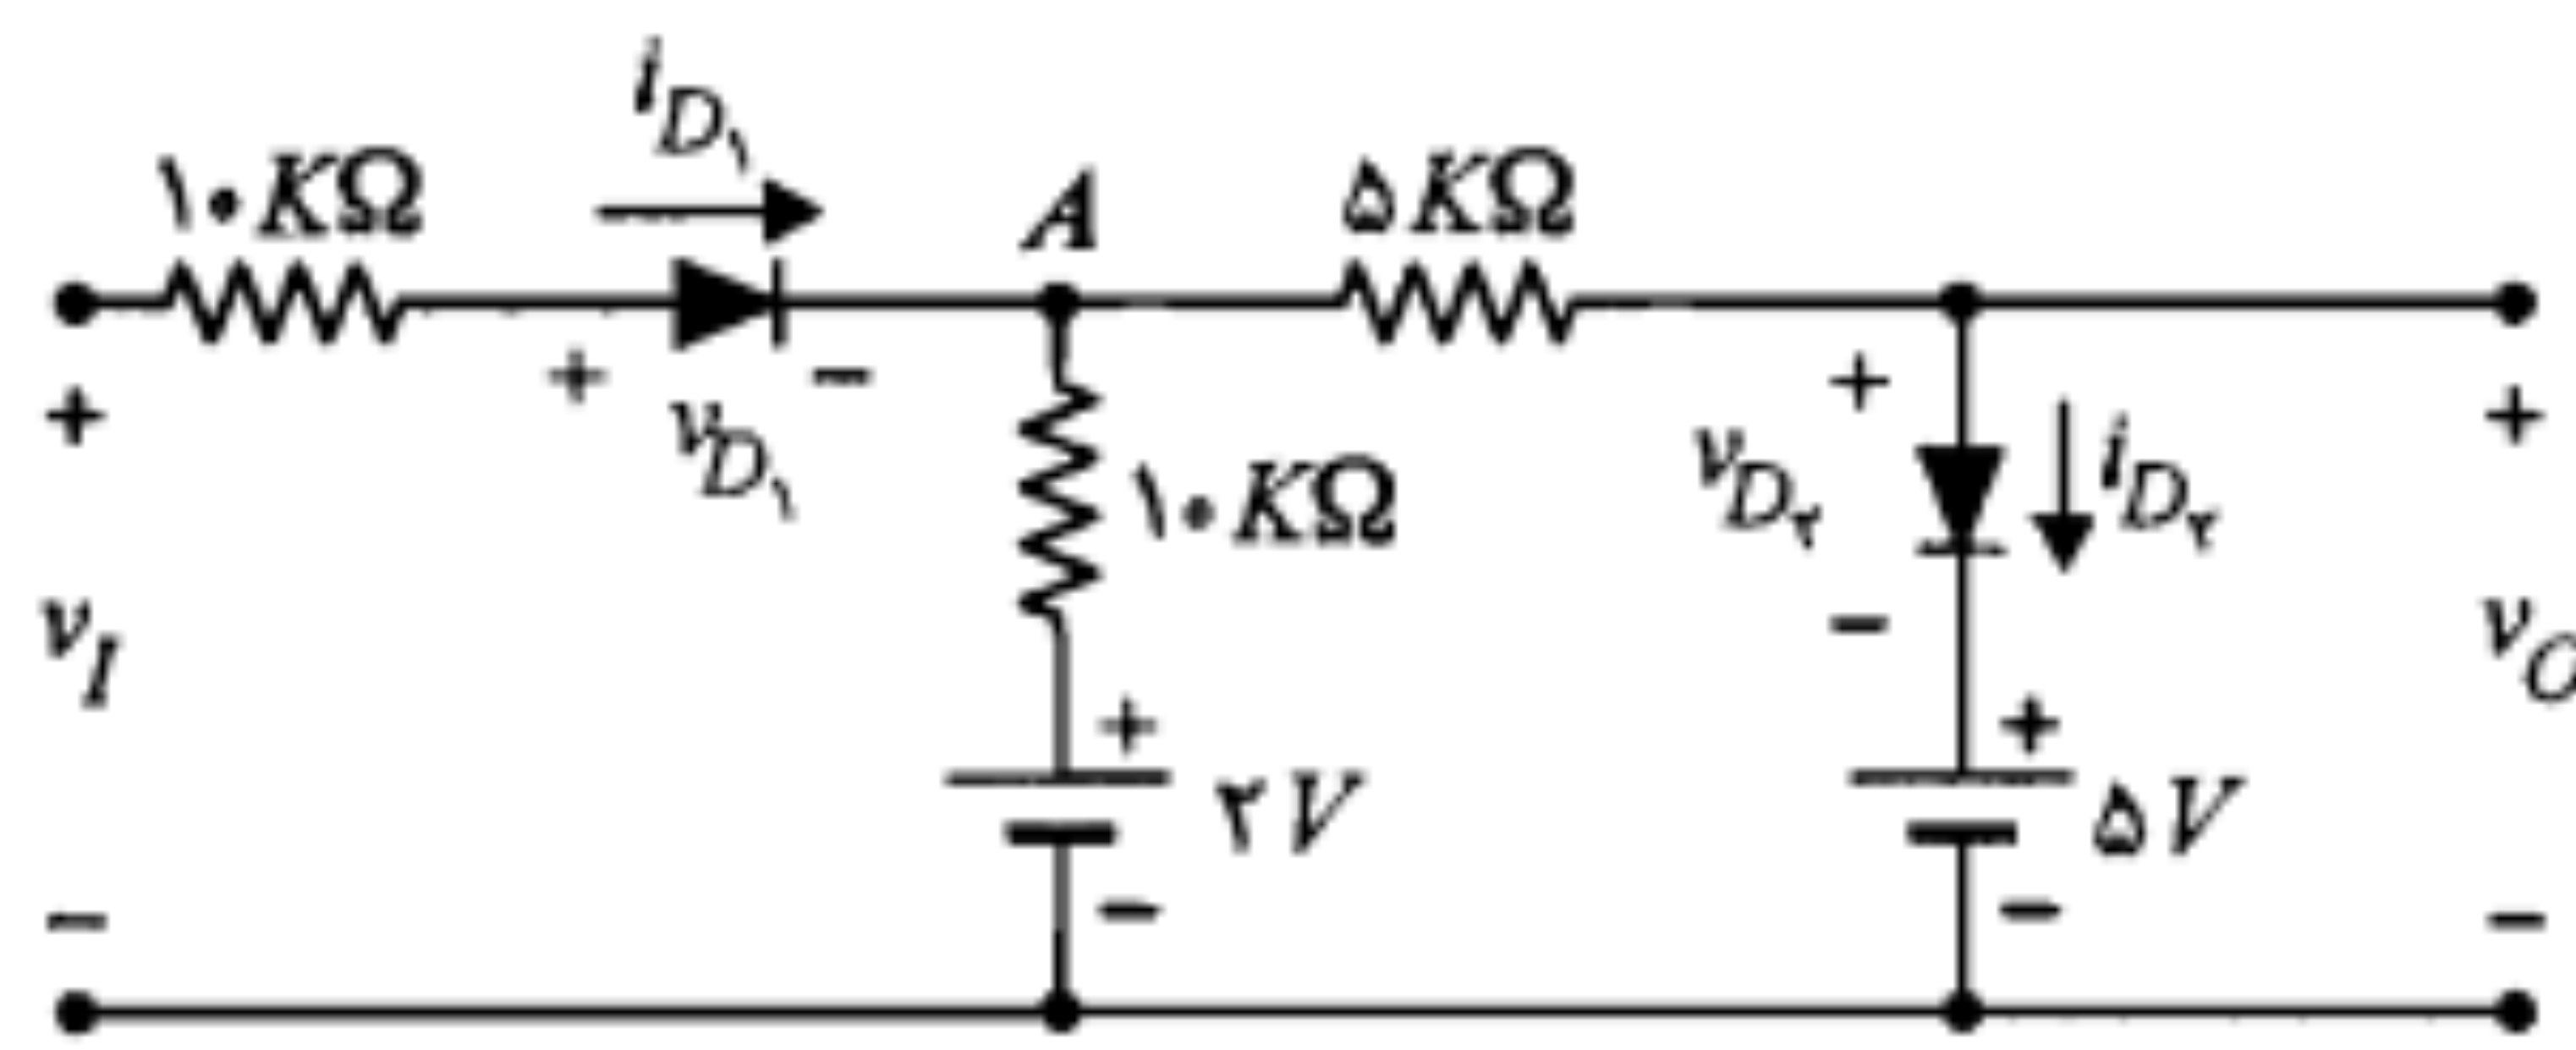 i_D۱
۱۰KΩ
A
۵KΩ
+ v_D۱ −
+
v_I
−
۱۰KΩ
+
۲V
−
+
v_D۲
−
i_D۲
+
۵V
−
+
v_O
−